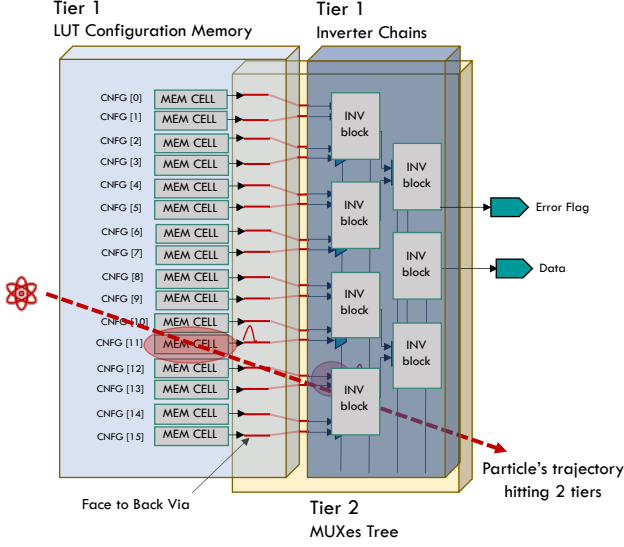 Tier 1
LUT Configuration Memory
Tier 1
Inverter Chains
CNFG [0] MEM CELL
CNFG [1] MEM CELL
CNFG [2] MEM CELL
CNFG [3] MEM CELL
CNFG [4] MEM CELL
CNFG [5] MEM CELL
CNFG [6] MEM CELL
CNFG [7] MEM CELL
CNFG [8] MEM CELL
CNFG [9] MEM CELL
CNFG [10] MEM CELL
CNFG [11] MEM CELL
CNFG [12] MEM CELL
CNFG [13] MEM CELL
CNFG [14] MEM CELL
CNFG [15] MEM CELL
INV
block
INV
block
INV
block
INV
block
INV
block
INV
block
INV
block
Error Flag
Data
Particle's trajectory
hitting 2 tiers
Face to Back Via
Tier 2
MUXes Tree